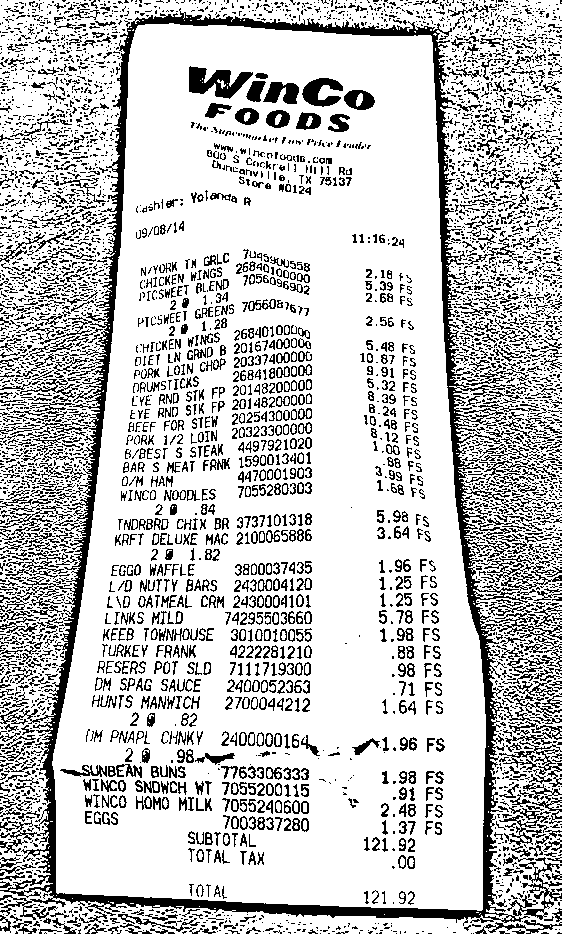 WinCo
FOODS
The Supermarket Low Price Leader
www.wincofoods.com
800 S Cockrell Hill Rd
Duncanville, TX 75137
Store #0124
Cashier: Yolanda R
09/08/14 11:16:24
N/YORK TX GRLC 7045900558 2.18 FS
CHICKEN WINGS 26840100000 5.39 FS
PICSWEET BLEND 7056096902 2.68 FS
2 @ 1.34
PICSWEET GREENS 7056087677 2.56 FS
2 @ 1.28
CHICKEN WINGS 26840100000 5.48 FS
DIET LN GRND B 20167400000 10.87 FS
PORK LOIN CHOP 20337400000 9.91 FS
DRUMSTICKS 26841800000 5.32 FS
EYE RND STK FP 20148200000 8.39 FS
EYE RND STK FP 20148200000 8.24 FS
BEEF FOR STEW 20254300000 10.48 FS
PORK 1/2 LOIN 20323300000 8.12 FS
B/BEST S STEAK 4497921020 1.00 FS
BAR S MEAT FRNK 1590013401 .88 FS
O/M HAM 4470001903 3.99 FS
WINCO NOODLES 7055280303 1.68 FS
2 @ .84
TNDRBRD CHIX BR 3737101318 5.98 FS
KRFT DELUXE MAC 2100065886 3.64 FS
2 @ 1.82
EGGO WAFFLE 3800037435 1.96 FS
L/D NUTTY BARS 2430004120 1.25 FS
L\D OATMEAL CRM 2430004101 1.25 FS
LINKS MILD 74295503660 5.78 FS
KEEB TOWNHOUSE 3010010055 1.98 FS
TURKEY FRANK 4222281210 .88 FS
RESERS POT SLD 7111719300 .98 FS
DM SPAG SAUCE 2400052363 .71 FS
HUNTS MANWICH 2700044212 1.64 FS
2 @ .82
DM PNAPL CHNKY 2400000164 1.96 FS
2 @ .98
SUNBEAN BUNS 7763306333 1.98 FS
WINCO SNDWCH WT 7055200115 .91 FS
WINCO HOMO MILK 7055240600 2.48 FS
EGGS 7003837280 1.37 FS
SUBTOTAL 121.92
TOTAL TAX .00
TOTAL 121.92